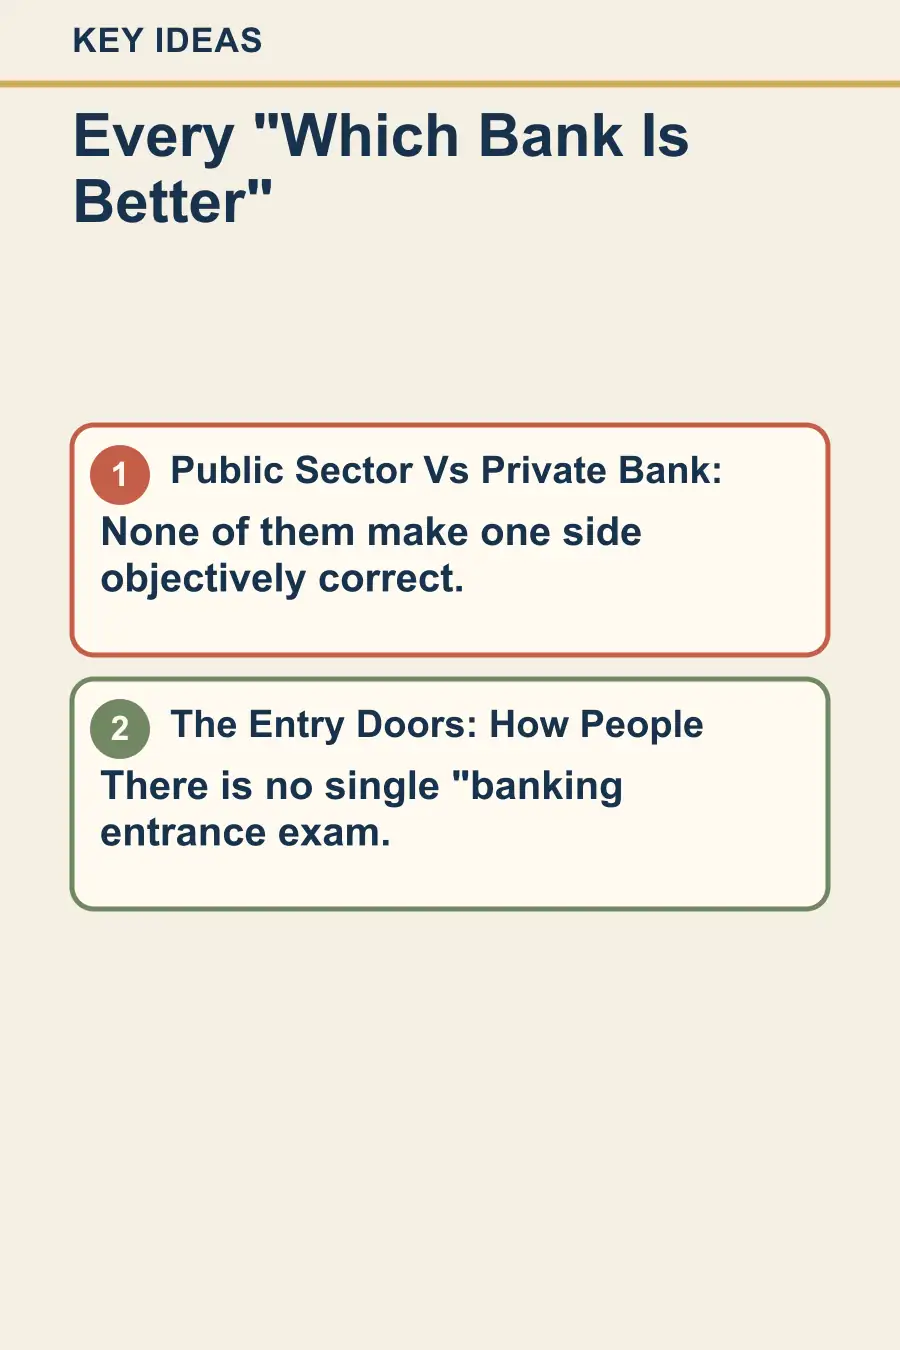 KEY IDEAS
Every "Which Bank Is
Better"
1 Public Sector Vs Private Bank:
None of them make one side
objectively correct.
2 The Entry Doors: How People
There is no single "banking
entrance exam.